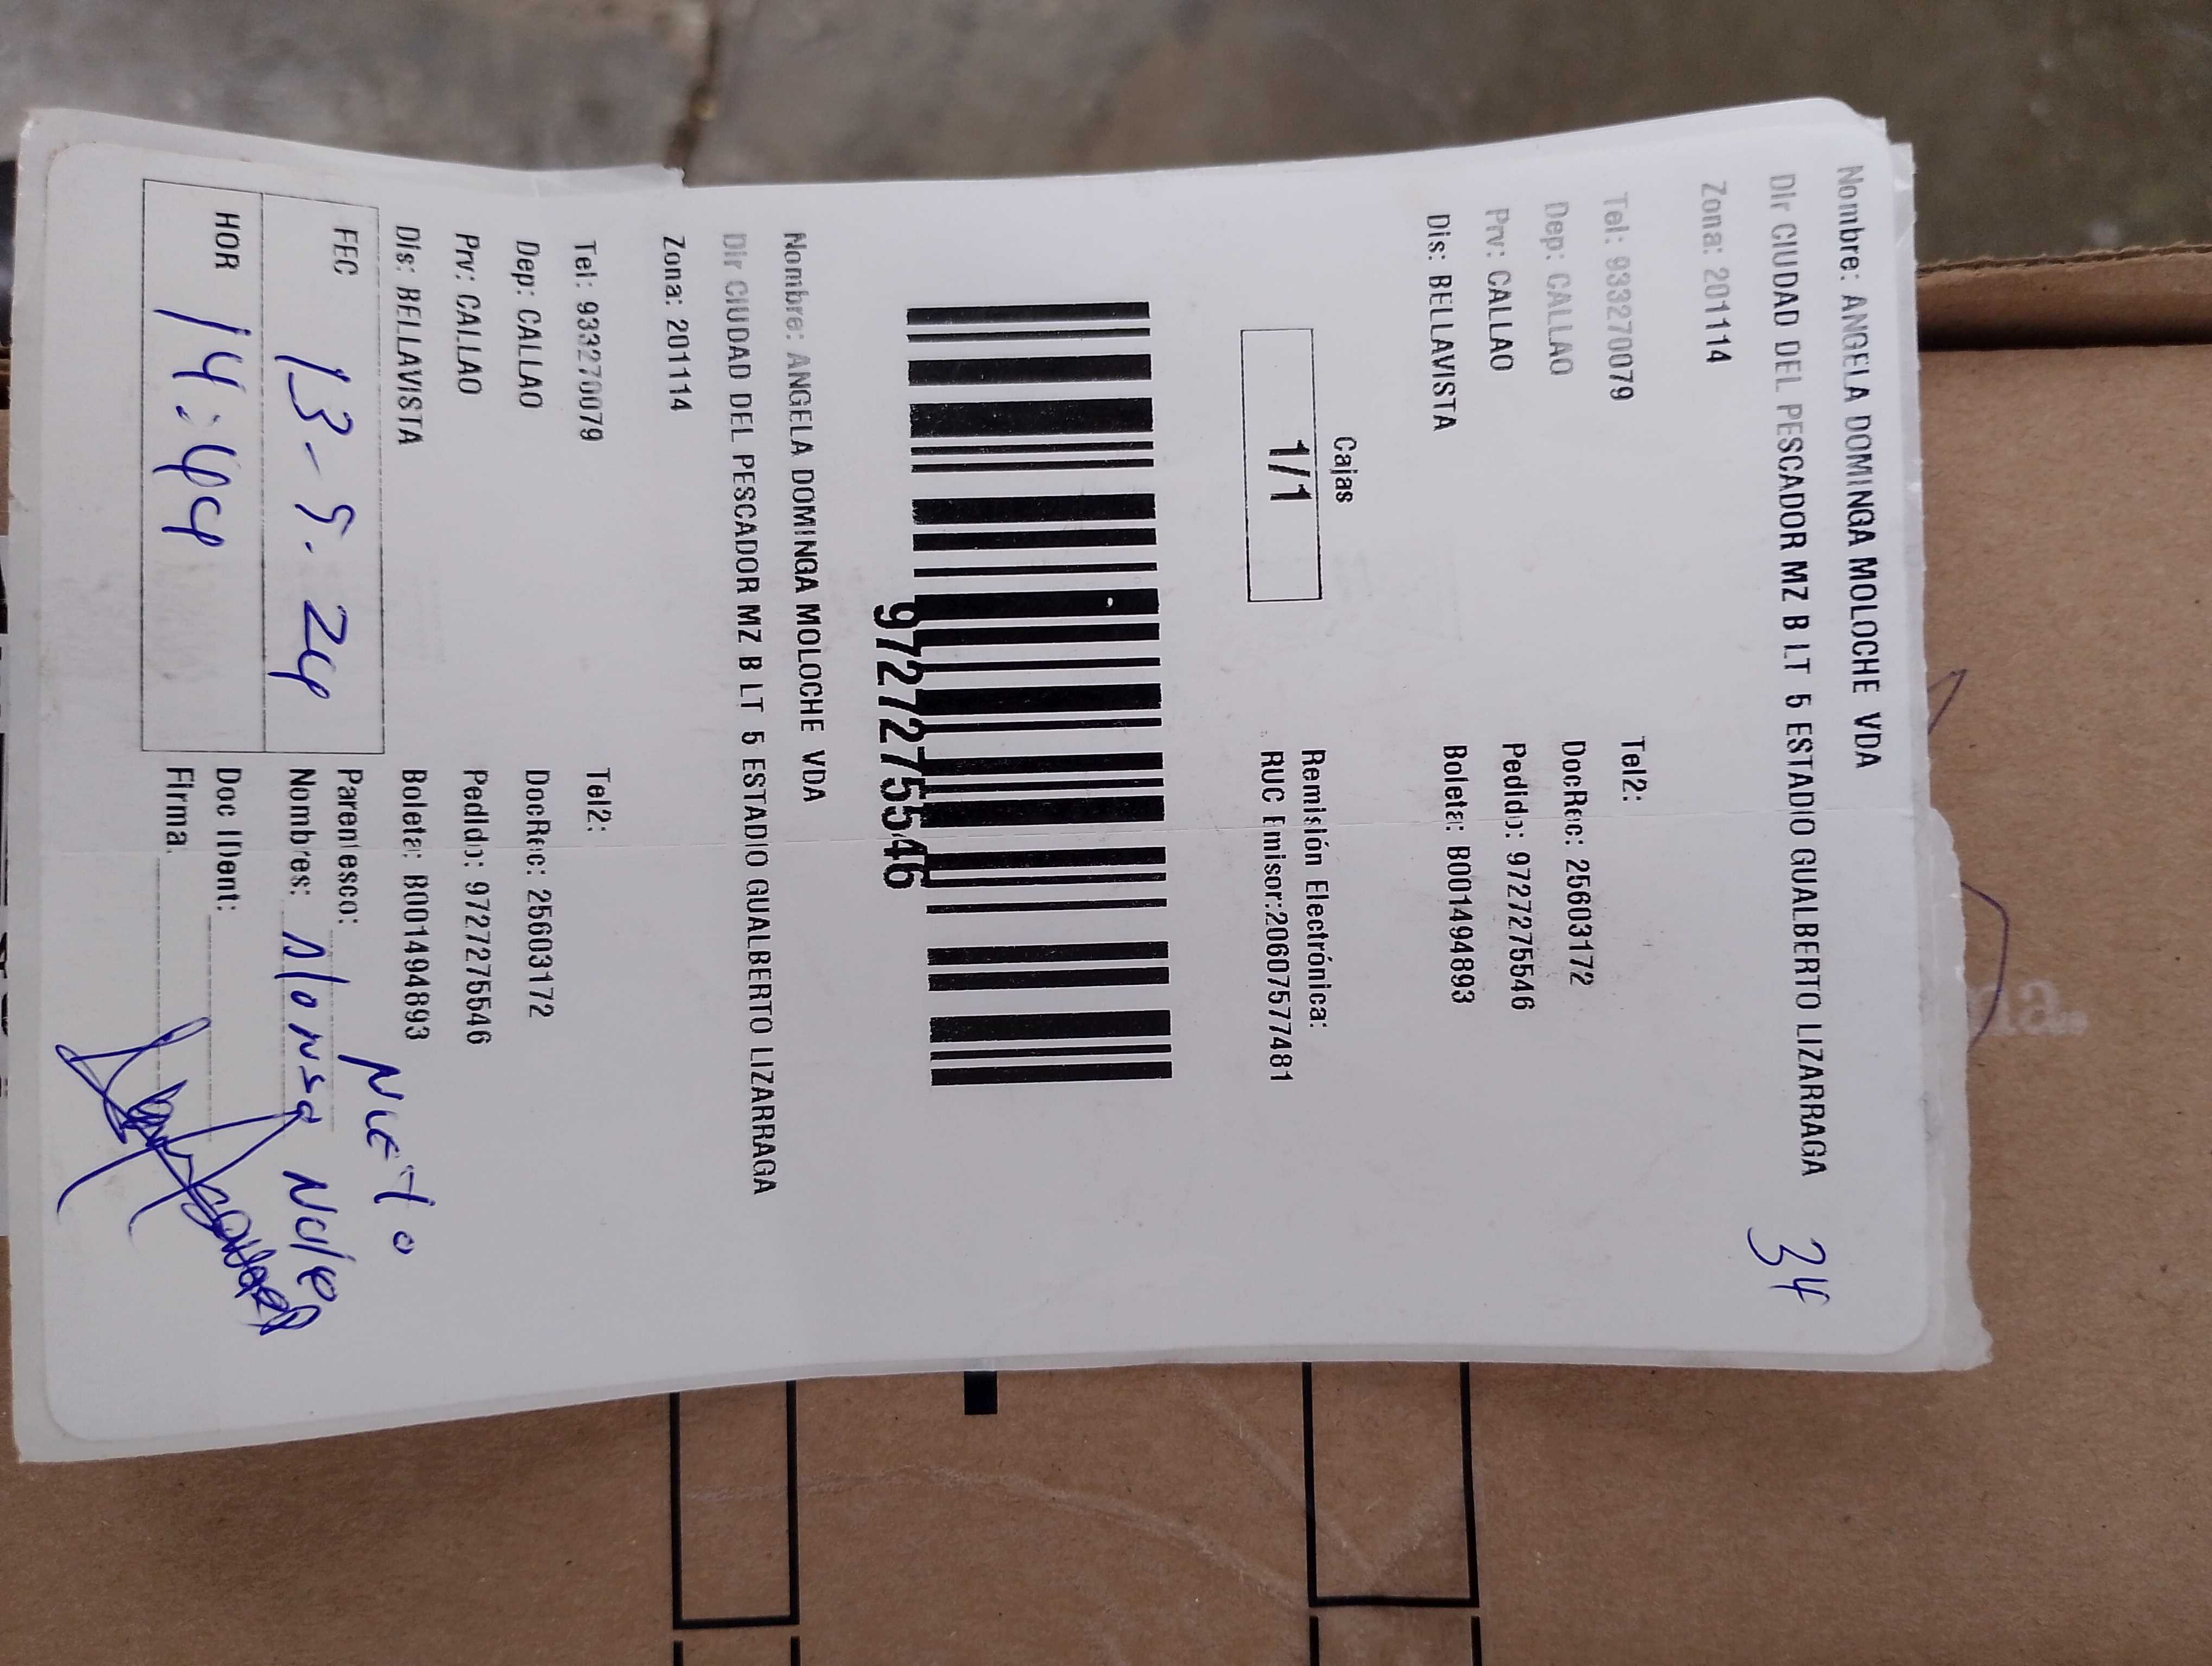 Nombre: ANGELA DOMINGA MOLOCHE VDA
Dir CIUDAD DEL PESCADOR MZ B LT 5 ESTADIO GUALBERTO LIZARRAGA
34
Zona: 201114
Tel: 933270079 Tel2:
Dep: CALLAO DocRec: 25603172
Prv: CALLAO Pedido: 9727275546
Dis: BELLAVISTA Boleta: B001494893
Cajas
1/1
Remisión Electrónica:
RUC Emisor:20607577481
9727275546
Nombre: ANGELA DOMINGA MOLOCHE VDA
Dir CIUDAD DEL PESCADOR MZ B LT 5 ESTADIO GUALBERTO LIZARRAGA
Zona: 201114
Tel: 933270079 Tel2:
Dep: CALLAO DocRec: 25603172
Prv: CALLAO Pedido: 9727275546
Dis: BELLAVISTA Boleta: B001494893
FEC 13-9.24
HOR 14:44
Parentesco: Nieto
Nombres: Alonso
Doc IDent:
Firma